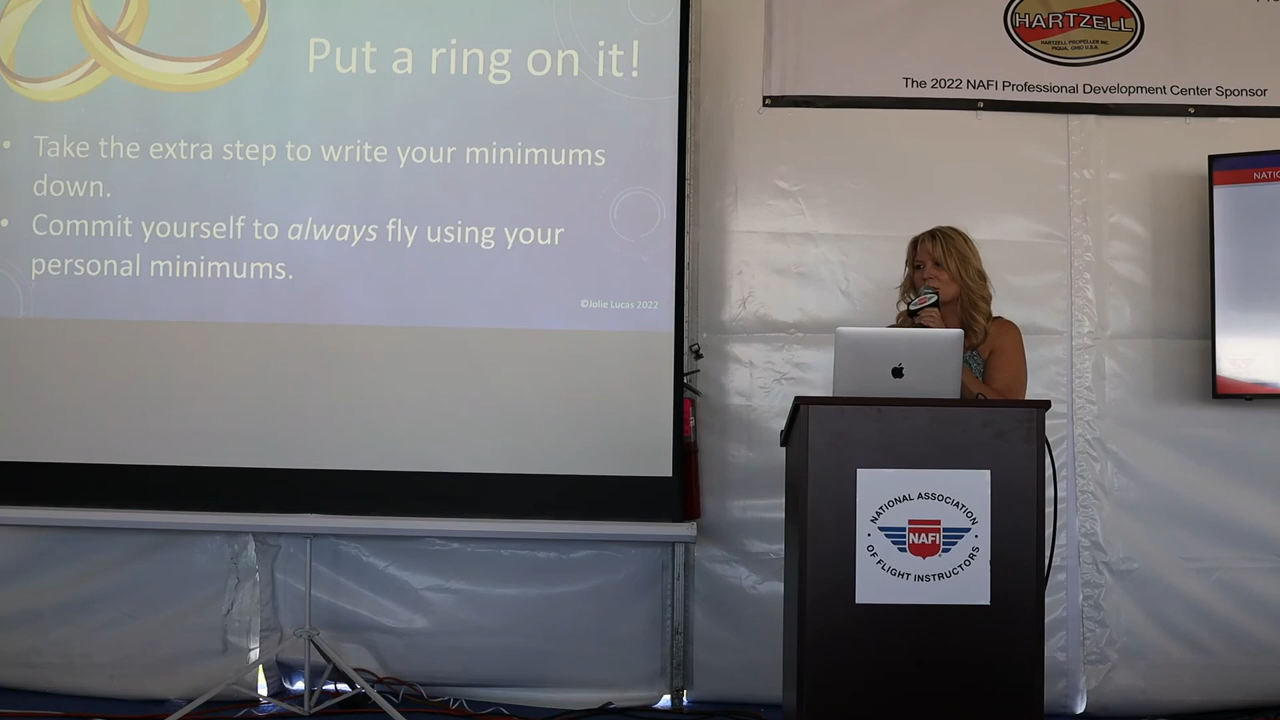 Put a ring on it!
• Take the extra step to write your minimums
down.
• Commit yourself to always fly using your
personal minimums.
©Jolie Lucas 2022
HARTZELL
HARTZELL PROPELLER INC.
PIQUA, OHIO U.S.A
The 2022 NAFI Professional Development Center Sponsor
NATIONAL ASSOCIATION
NAFI
OF FLIGHT INSTRUCTORS